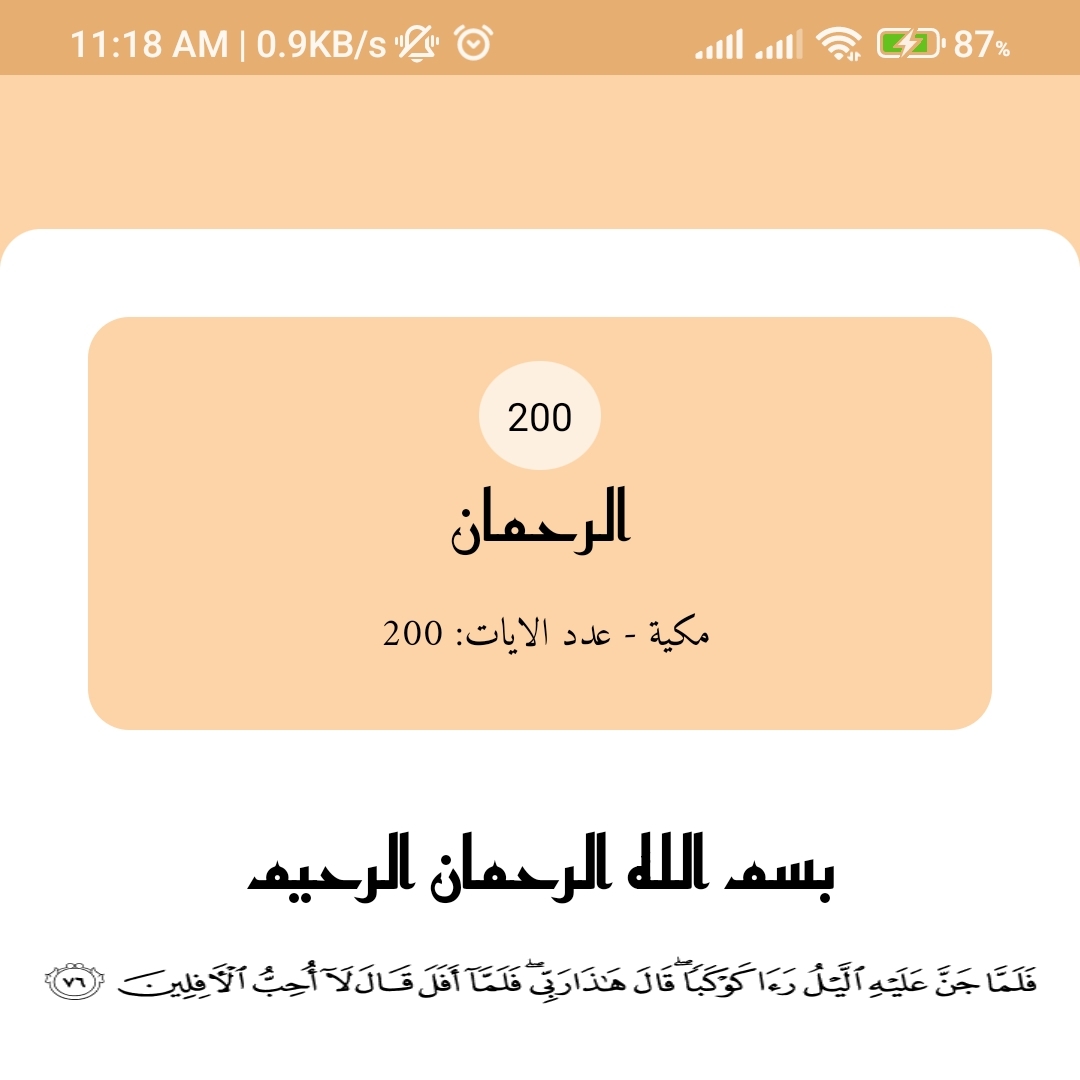 11:18 AM | 0.9KB/s 87%
200
الرحمان
مكية - عدد الايات: 200
بسم الله الرحمان الرحيم
فَلَمَّا جَنَّ عَلَيْهِ ٱلَّيْلُ رَءَا كَوْكَبًا ۖ قَالَ هَٰذَا رَبِّى ۖ فَلَمَّآ أَفَلَ قَالَ لَآ أُحِبُّ ٱلْـَٔافِلِينَ ٧٦